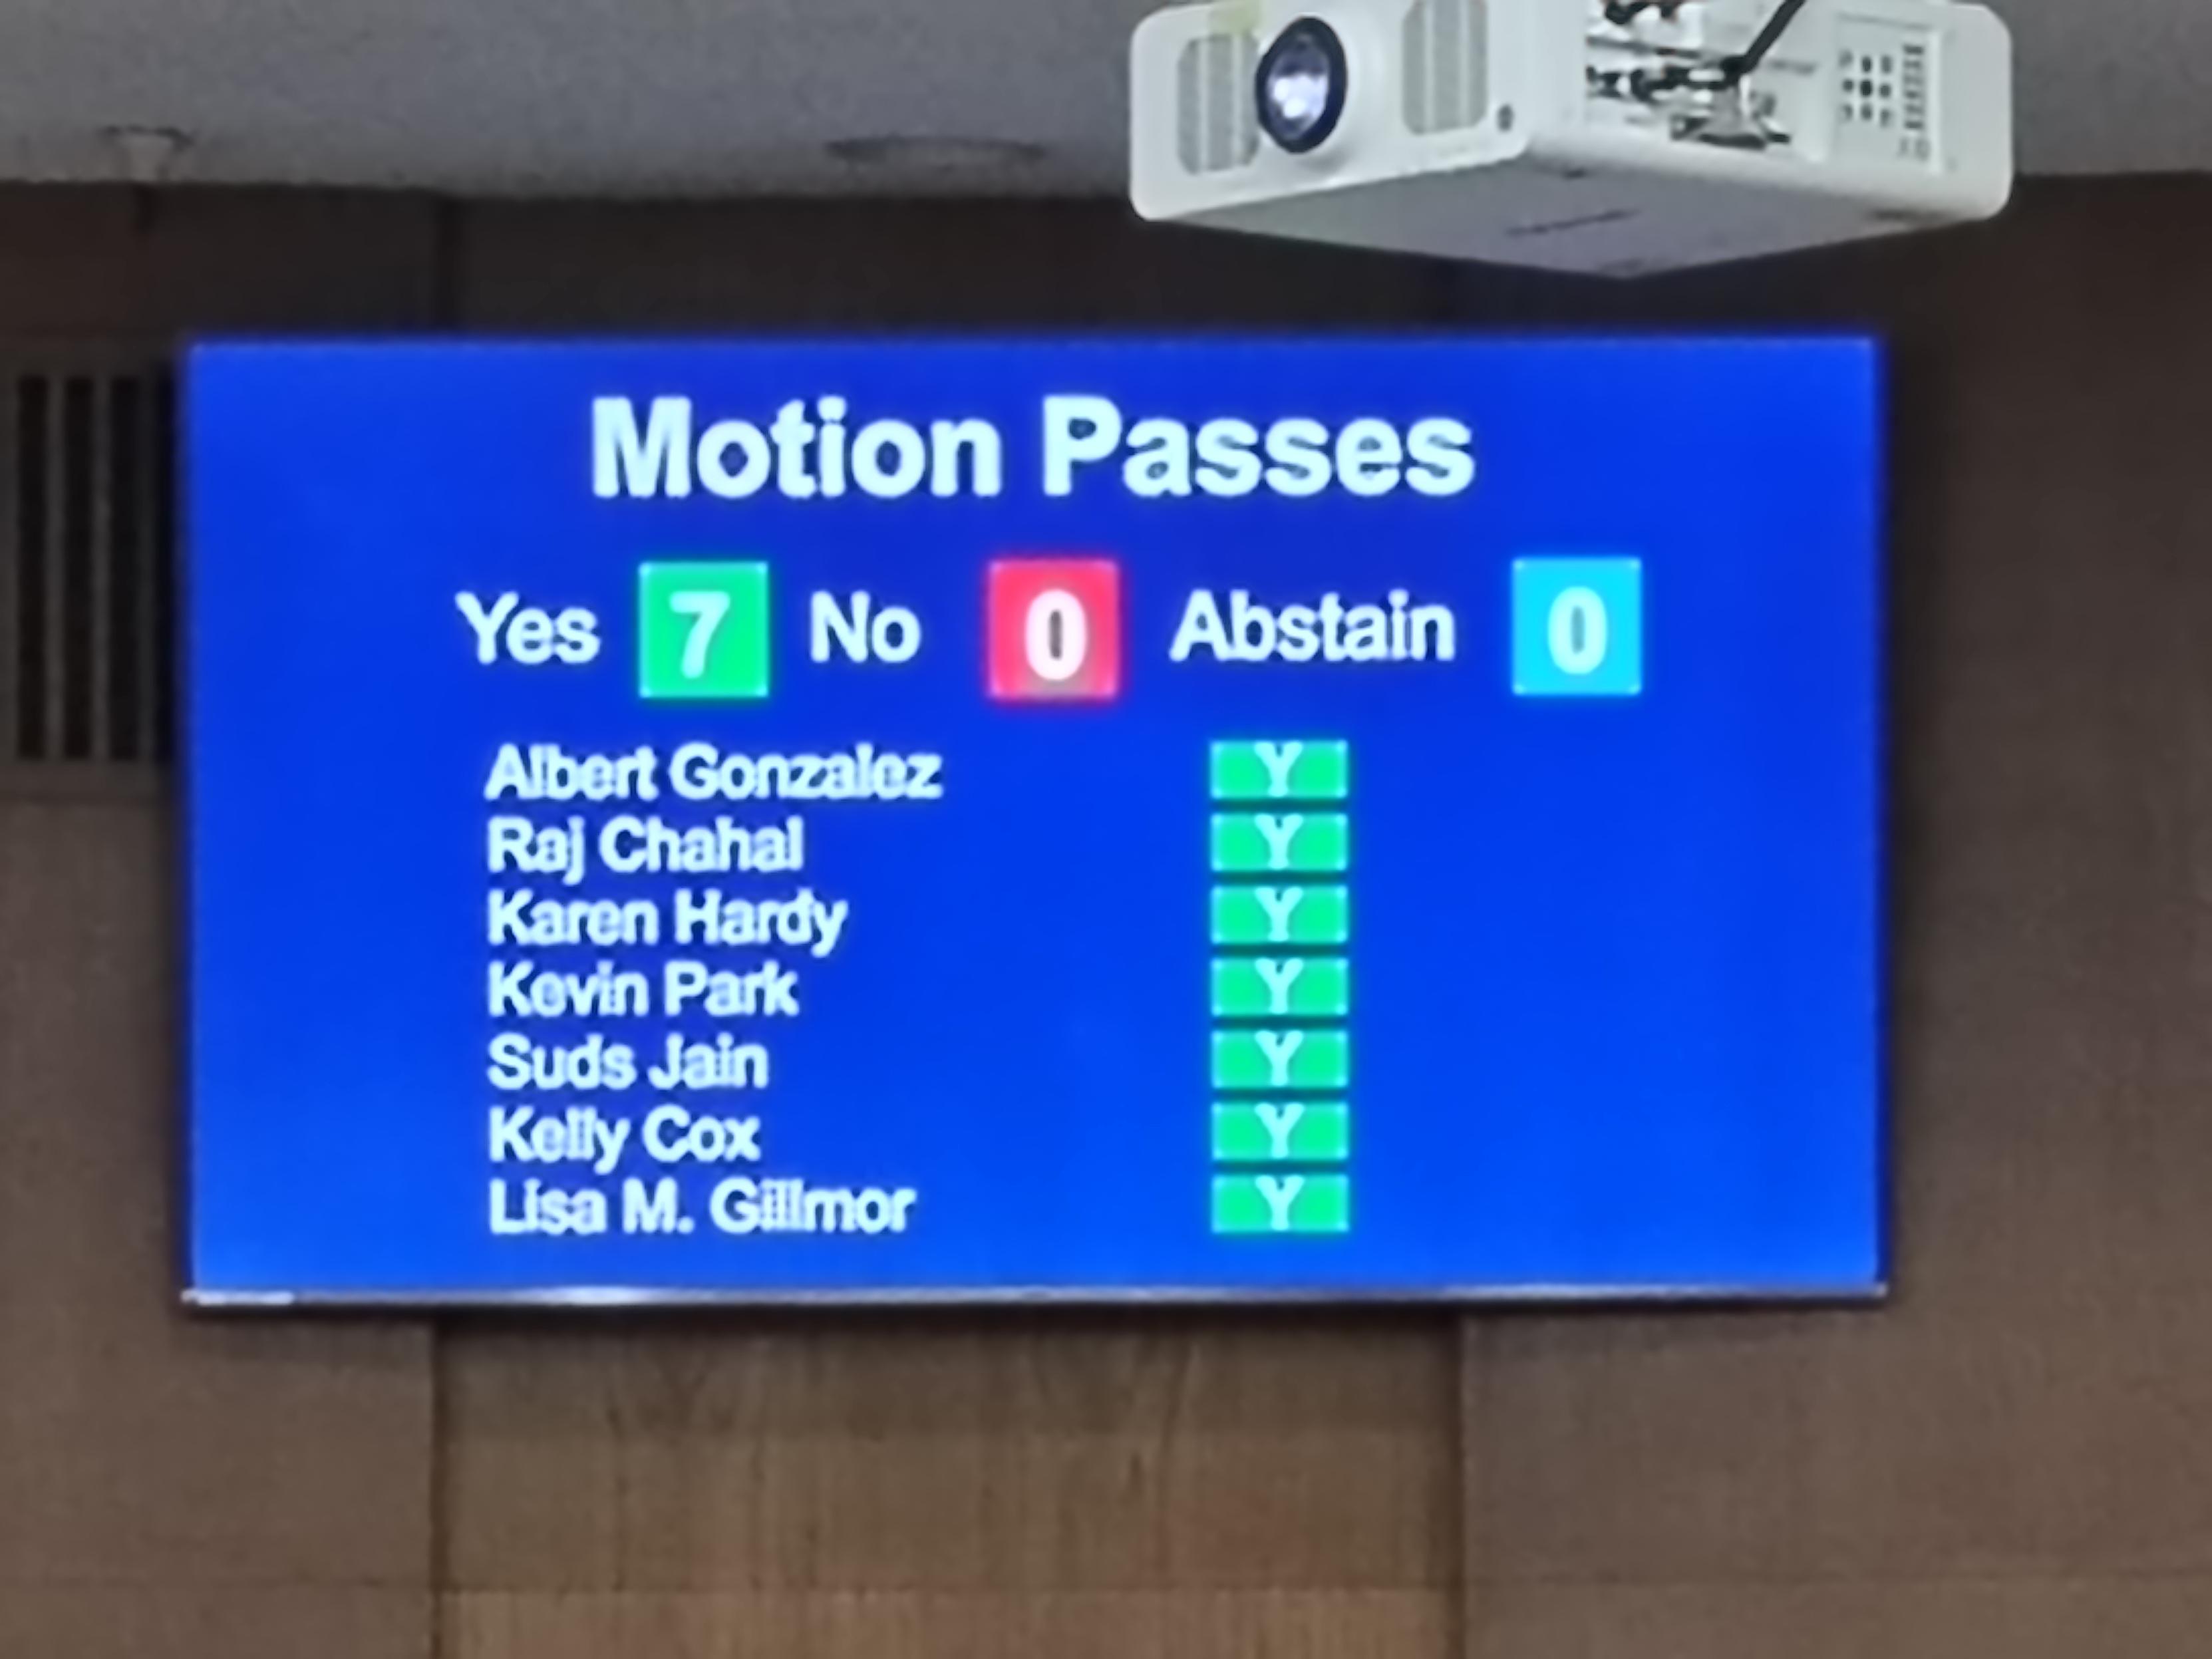 Motion Passes
Yes 7 No 0 Abstain 0
Albert Gonzalez Y
Raj Chahal Y
Karen Hardy Y
Kevin Park Y
Suds Jain Y
Kelly Cox Y
Lisa M. Gillmor Y